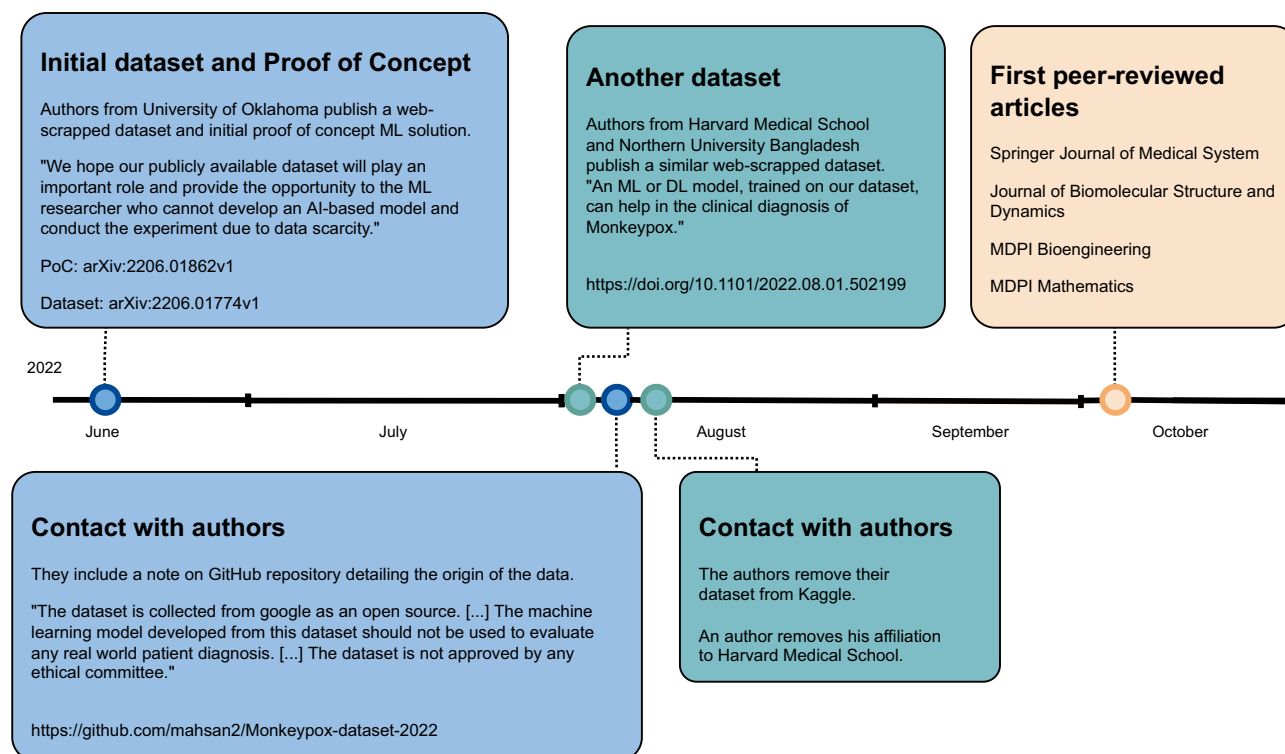 Initial dataset and Proof of Concept
Authors from University of Oklahoma publish a web-
scrapped dataset and initial proof of concept ML solution.
"We hope our publicly available dataset will play an
important role and provide the opportunity to the ML
researcher who cannot develop an AI-based model and
conduct the experiment due to data scarcity."
PoC: arXiv:2206.01862v1
Dataset: arXiv:2206.01774v1
Another dataset
Authors from Harvard Medical School
and Northern University Bangladesh
publish a similar web-scrapped dataset.
"An ML or DL model, trained on our dataset,
can help in the clinical diagnosis of
Monkeypox."
https://doi.org/10.1101/2022.08.01.502199
First peer-reviewed
articles
Springer Journal of Medical System
Journal of Biomolecular Structure and
Dynamics
MDPI Bioengineering
MDPI Mathematics
2022
June
July
August
September
October
Contact with authors
They include a note on GitHub repository detailing the origin of the data.
"The dataset is collected from google as an open source. [...] The machine
learning model developed from this dataset should not be used to evaluate
any real world patient diagnosis. [...] The dataset is not approved by any
ethical committee."
https://github.com/mahsan2/Monkeypox-dataset-2022
Contact with authors
The authors remove their
dataset from Kaggle.
An author removes his affiliation
to Harvard Medical School.